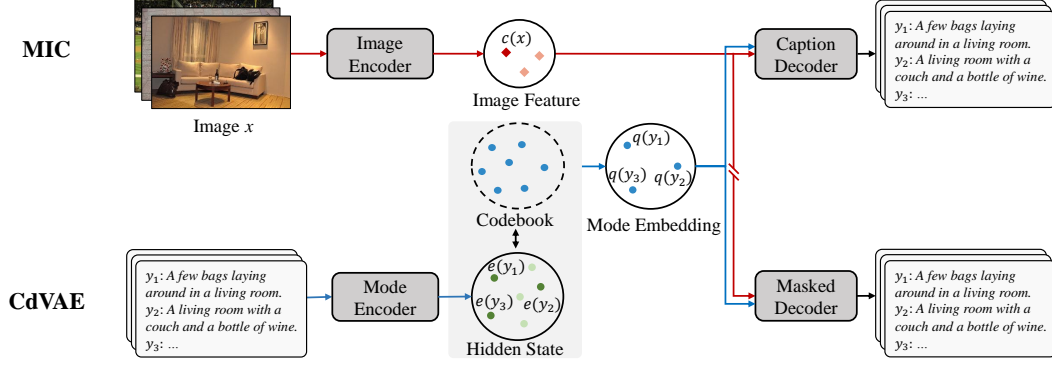 MIC
Image x
Image
Encoder
c(x)
Image Feature
Caption
Decoder
y₁: A few bags laying
around in a living room.
y₂: A living room with a
couch and a bottle of wine.
y₃: ...
Codebook
q(y₁)
q(y₃)
q(y₂)
Mode Embedding
CdVAE
y₁: A few bags laying
around in a living room.
y₂: A living room with a
couch and a bottle of wine.
y₃: ...
Mode
Encoder
e(y₁)
e(y₃)
e(y₂)
Hidden State
Masked
Decoder
y₁: A few bags laying
around in a living room.
y₂: A living room with a
couch and a bottle of wine.
y₃: ...